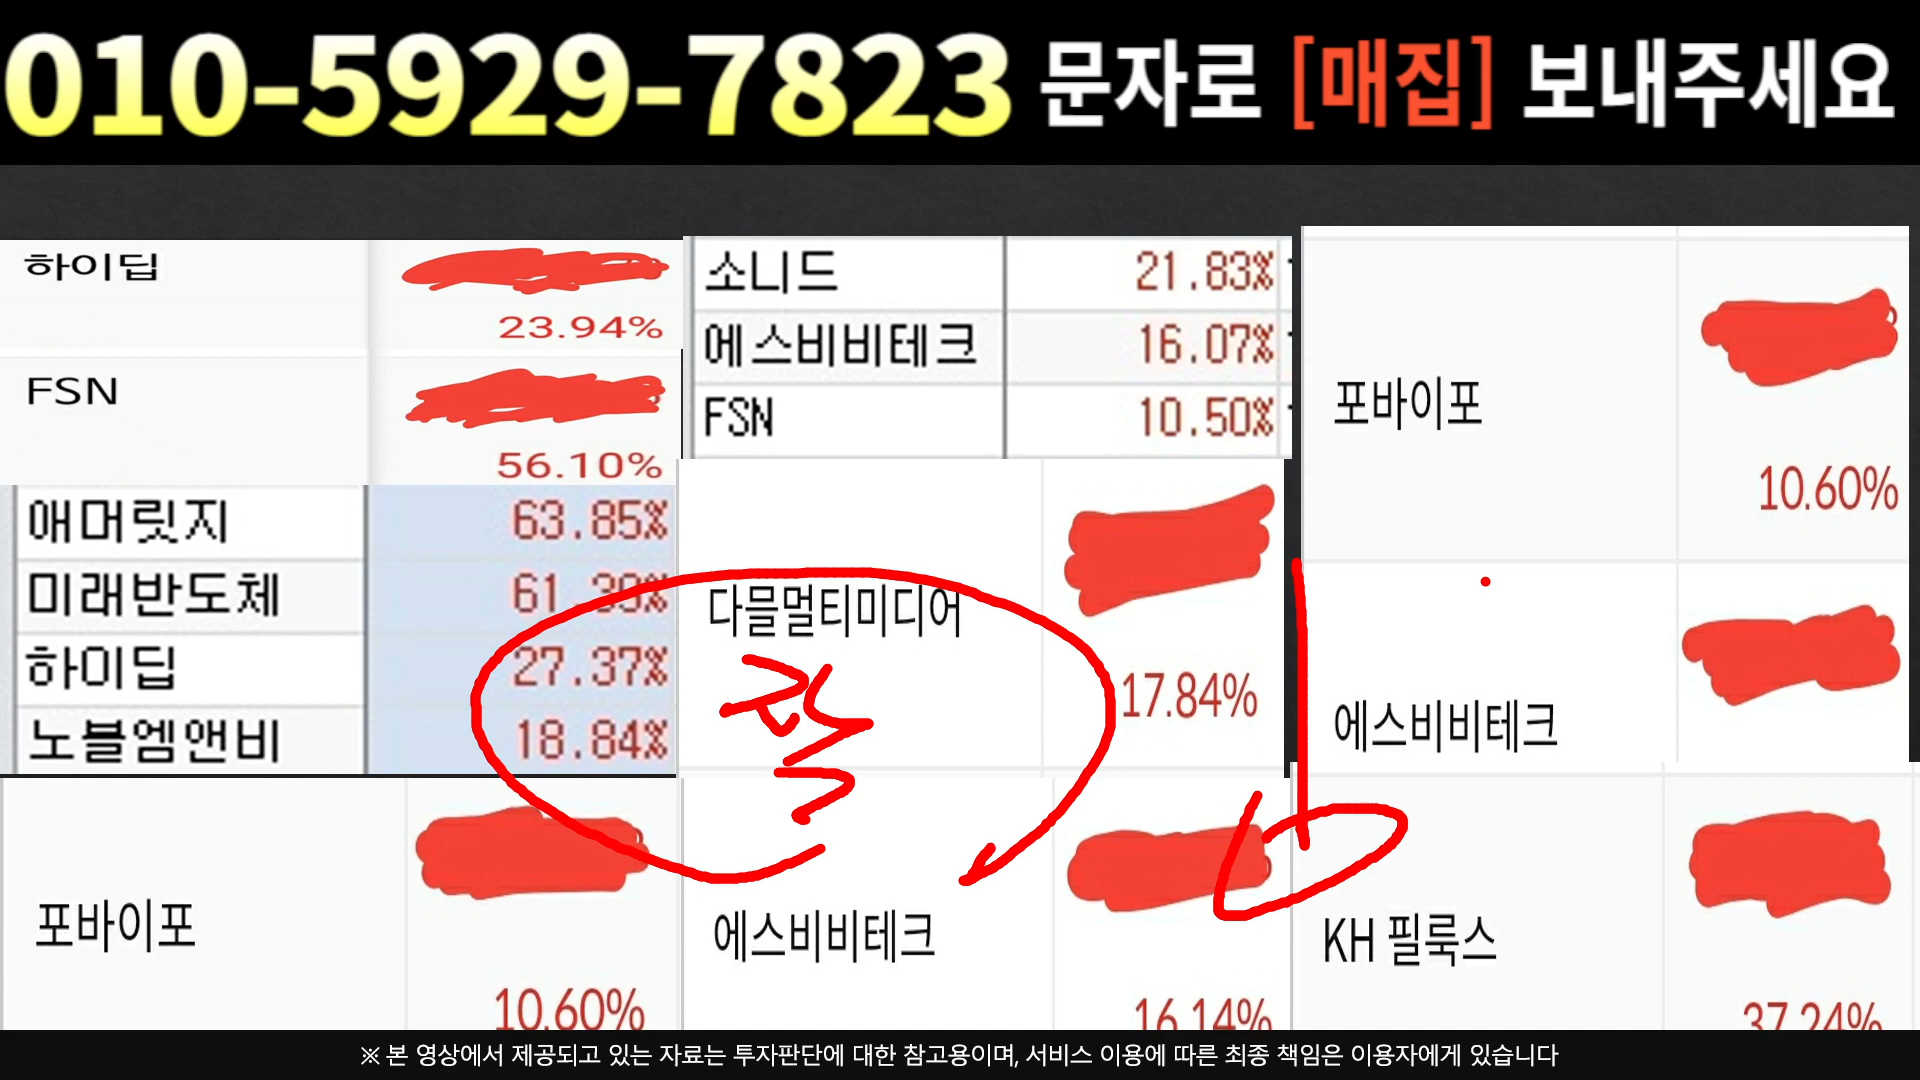 010-5929-7823 문자로 [매집] 보내주세요
하이딥
23.94%
FSN
56.10%
애머릿지 63.85%
미래반도체 61.39%
하이딥 27.37%
노블엠앤비 18.84%
소니드 21.83%
에스비비테크 16.07%
FSN 10.50%
다믈멀티미디어
17.84%
포바이포
10.60%
에스비비테크
포바이포
10.60%
에스비비테크
16.14%
KH 필룩스
37.24%
※ 본 영상에서 제공되고 있는 자료는 투자판단에 대한 참고용이며, 서비스 이용에 따른 최종 책임은 이용자에게 있습니다